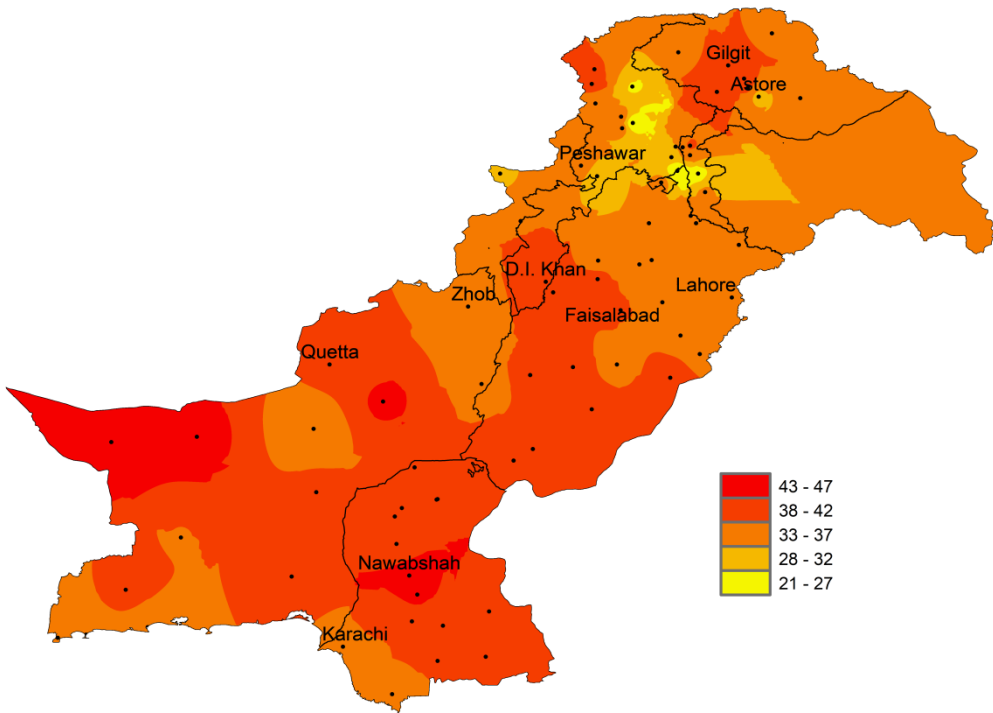 Gilgit
Astore
Peshawar
D.I. Khan
Zhob
Lahore
Faisalabad
Quetta
43 - 47
38 - 42
33 - 37
28 - 32
21 - 27
Nawabshah
Karachi